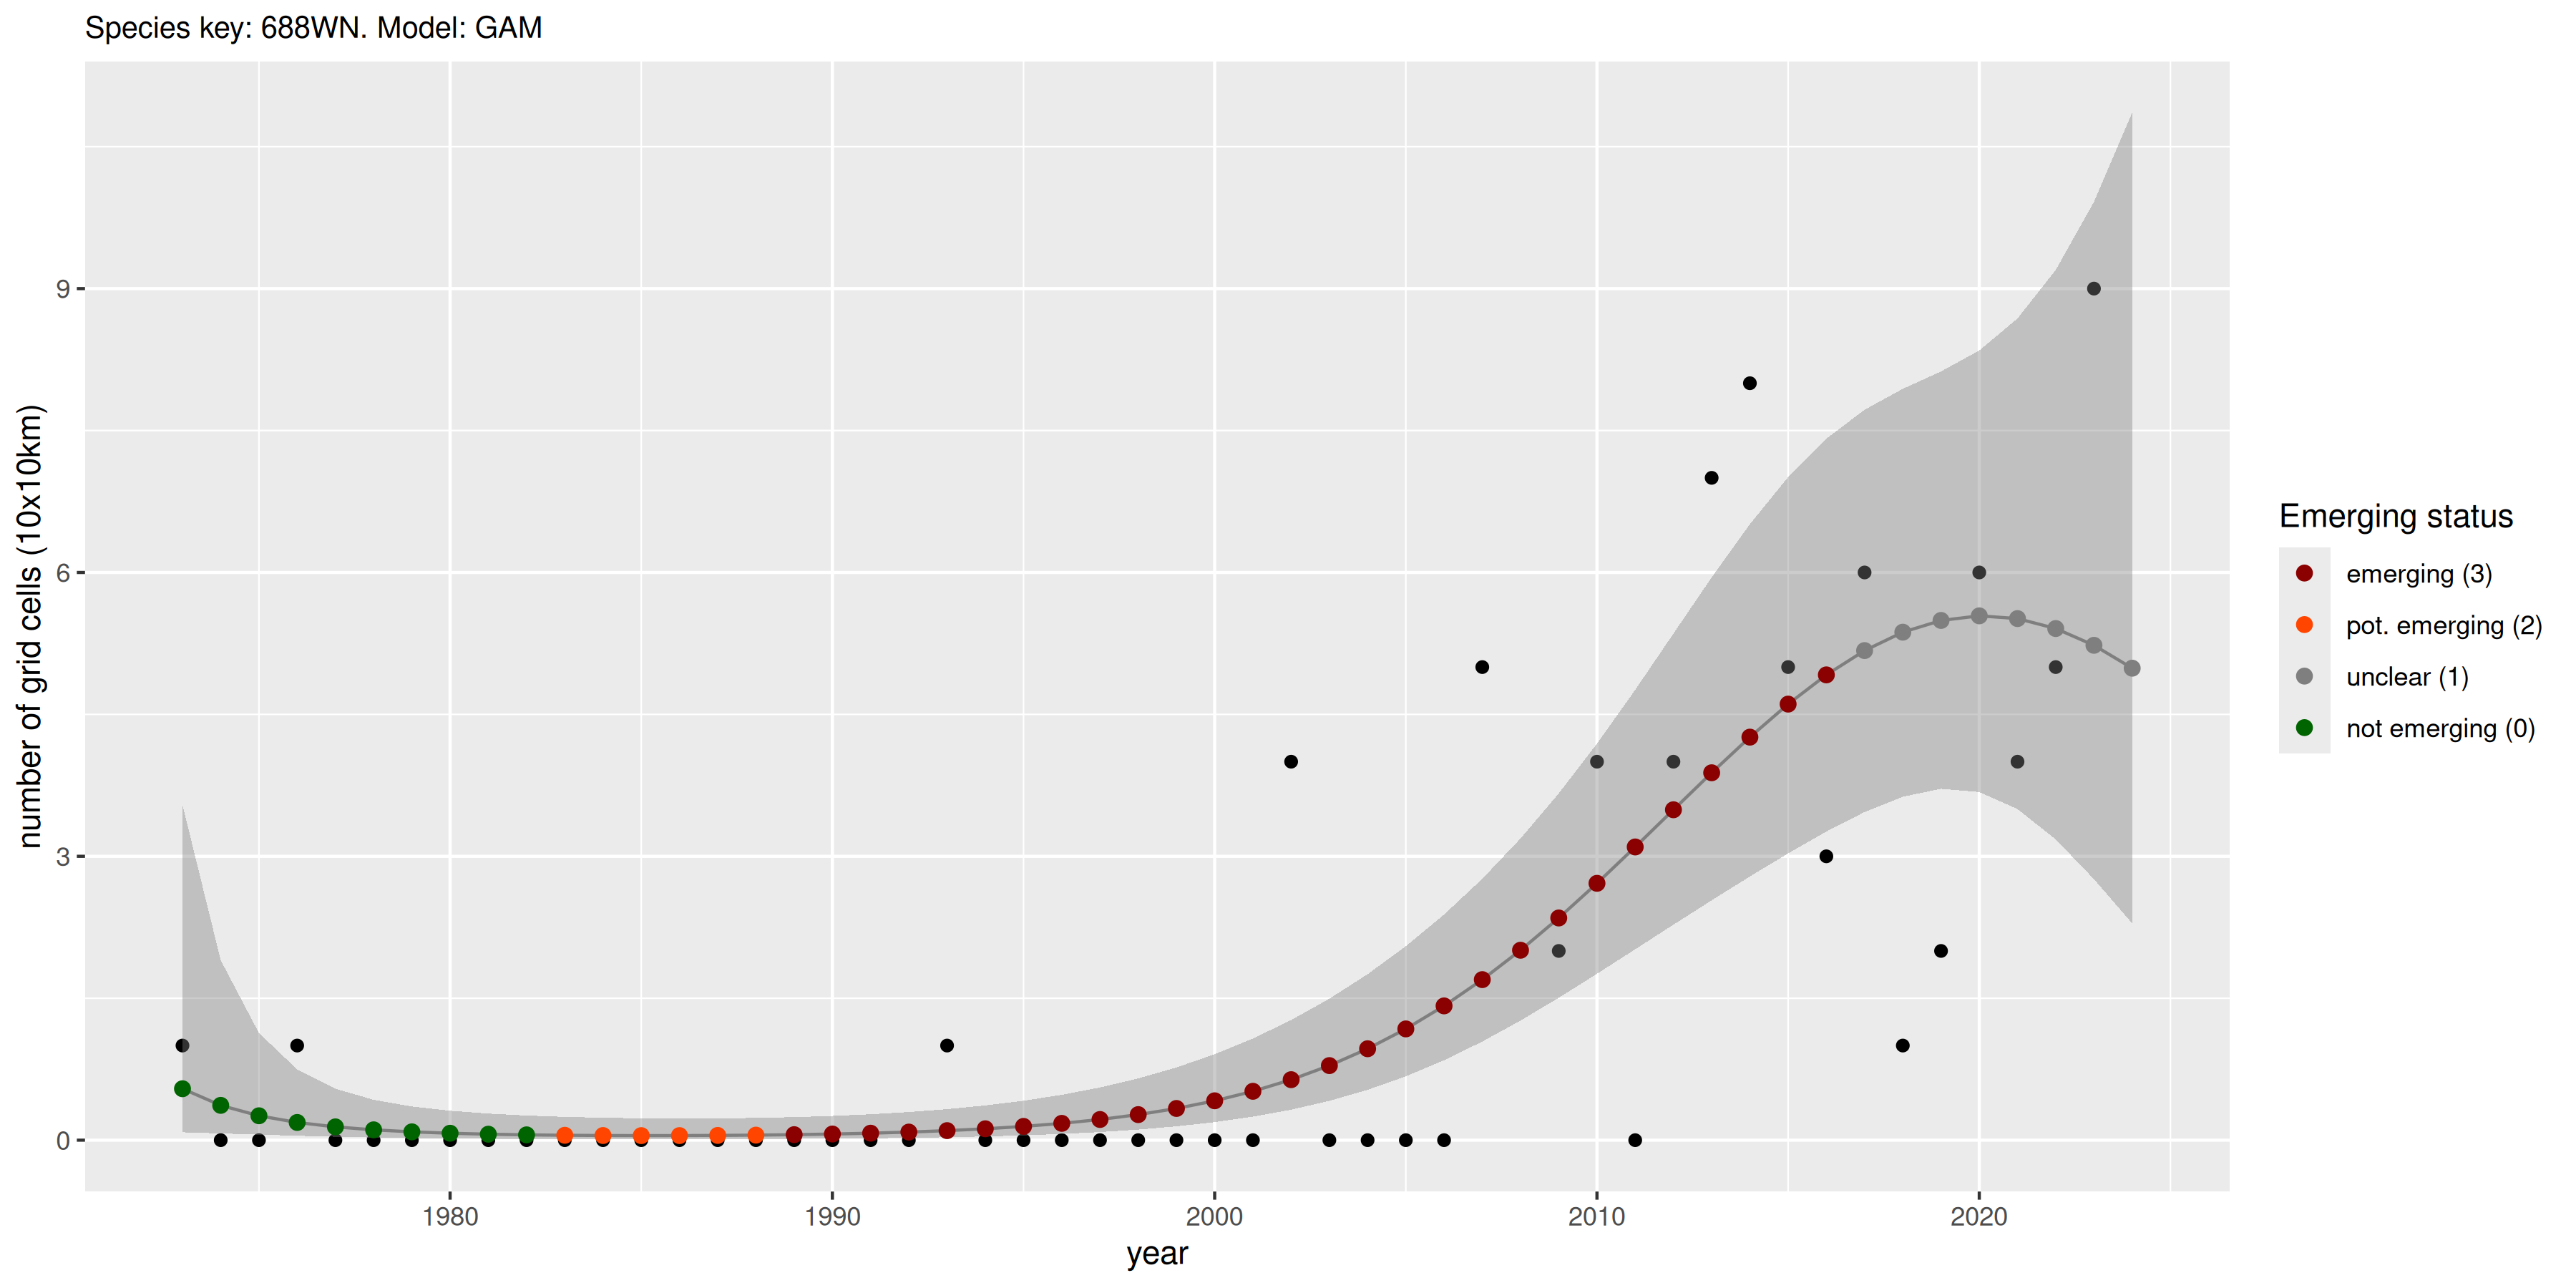 Species key: 688WN. Model: GAM
number of grid cells (10x10km)
9
6
3
0
1980
1990
2000
2010
2020
year
Emerging status
emerging (3)
pot. emerging (2)
unclear (1)
not emerging (0)